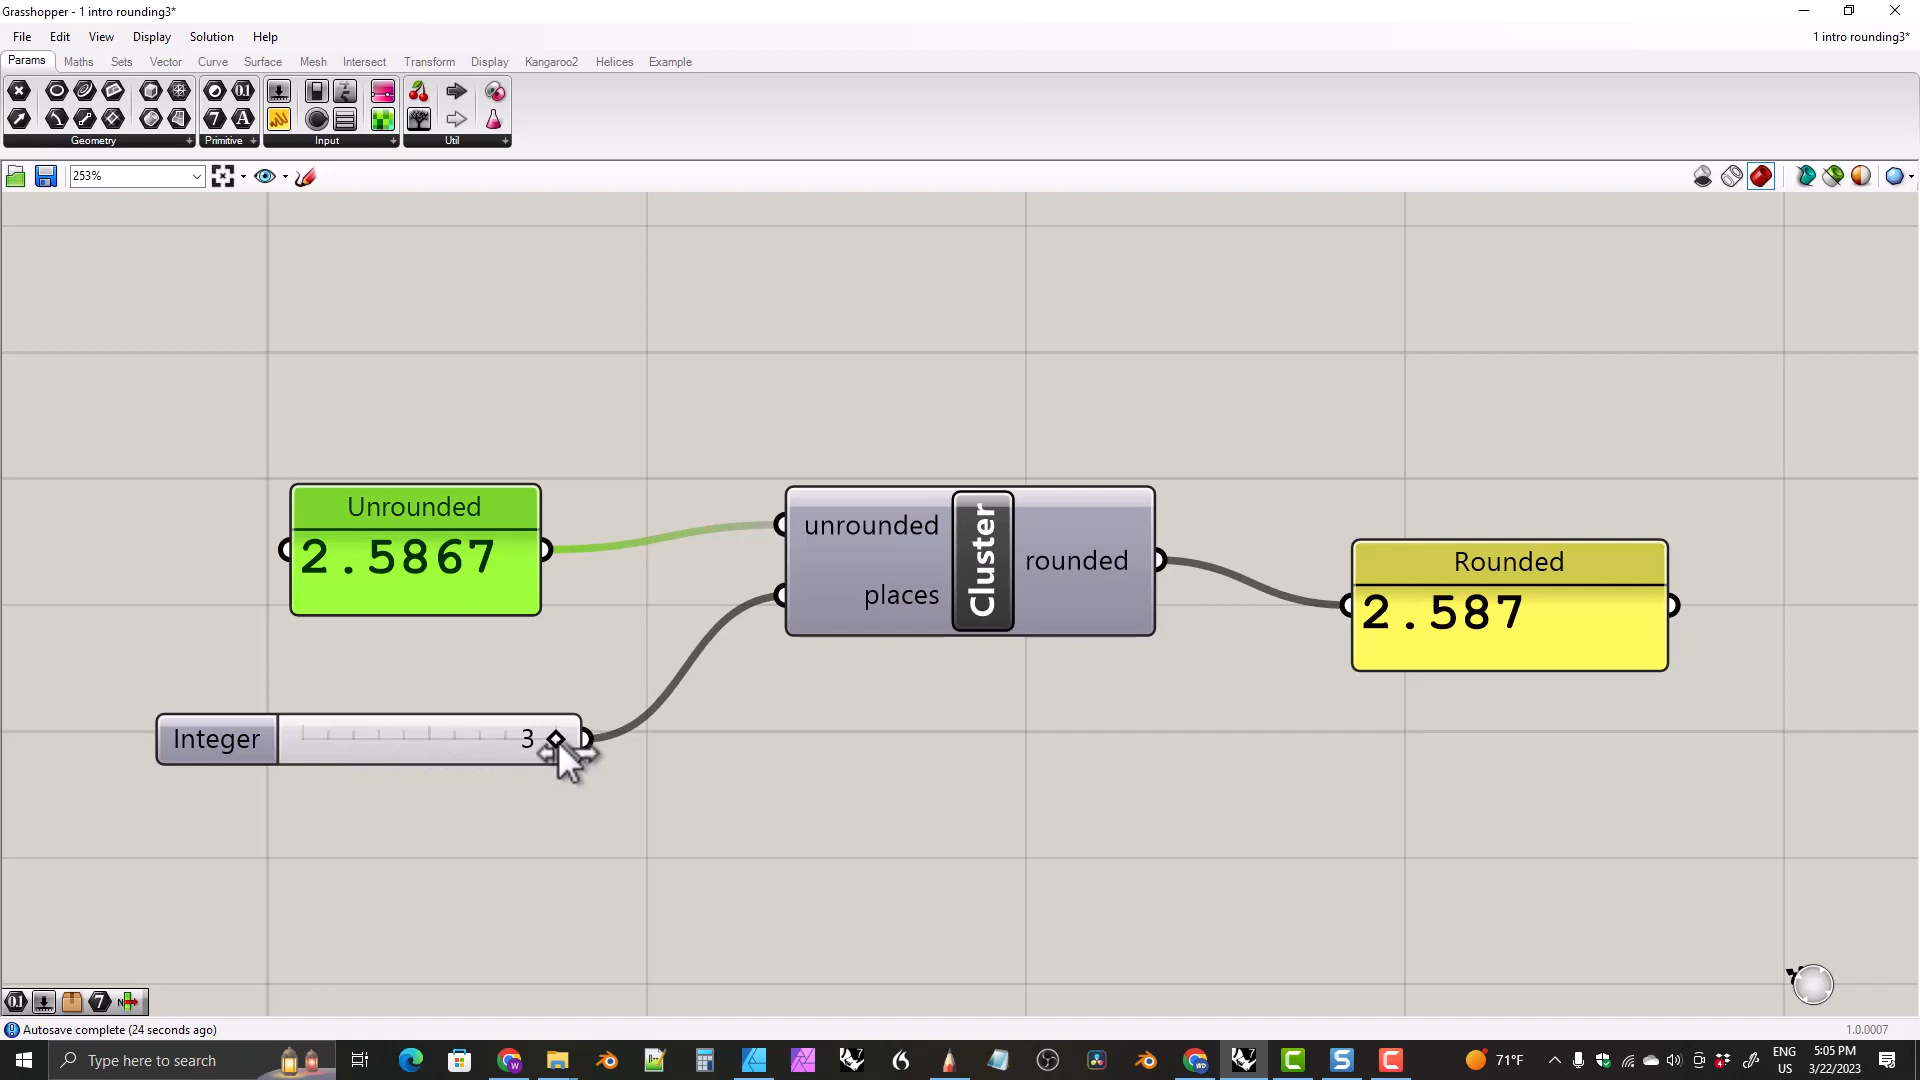 Grasshopper - 1 intro rounding3*
File Edit View Display Solution Help
1 intro rounding3*
Params Maths Sets Vector Curve Surface Mesh Intersect Transform Display Kangaroo2 Helices Example
Geometry Primitive Input Util
253%
Unrounded
2.5867
unrounded
places
Cluster
rounded
Rounded
2.587
Integer 3
Autosave complete (24 seconds ago)
1.0.0007
Type here to search
71°F
ENG
US
5:05 PM
3/22/2023